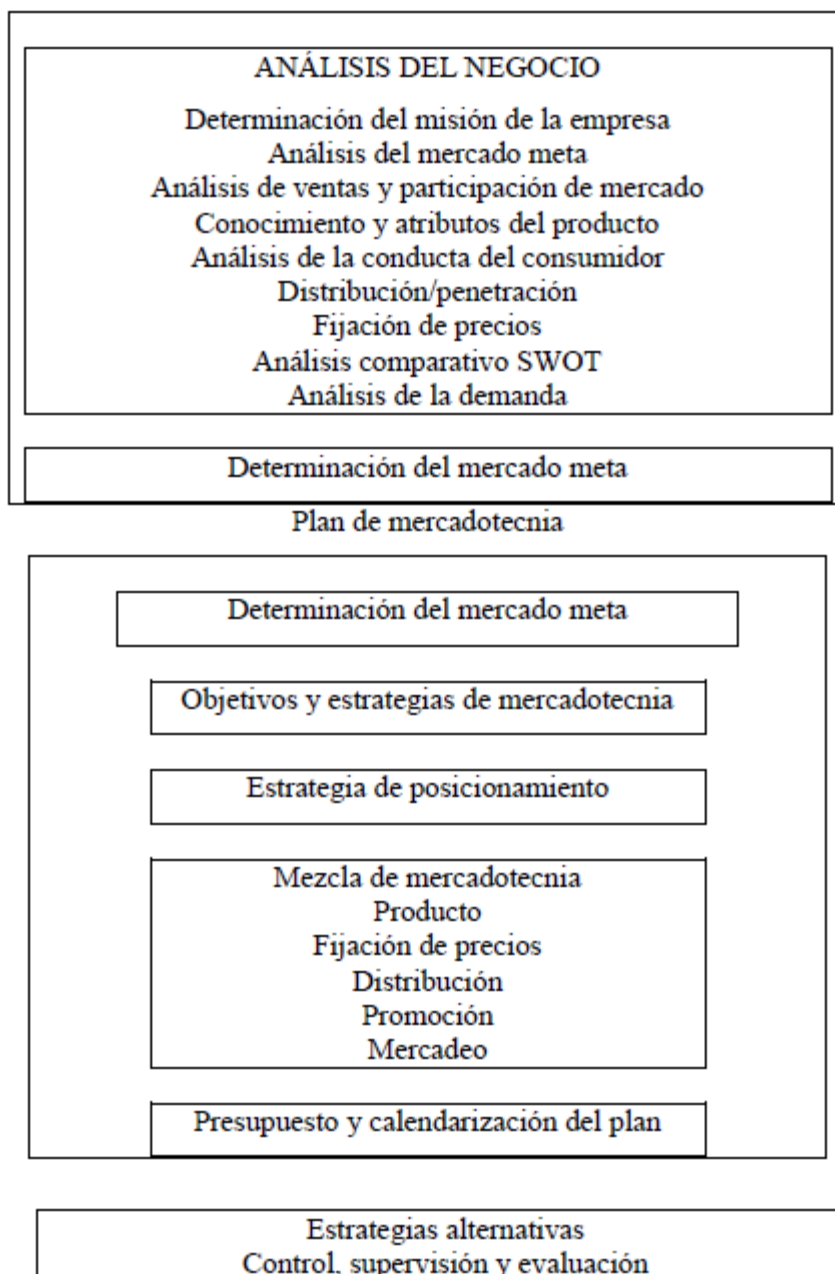 ANÁLISIS DEL NEGOCIO
Determinación del misión de la empresa
Análisis del mercado meta
Análisis de ventas y participación de mercado
Conocimiento y atributos del producto
Análisis de la conducta del consumidor
Distribución/penetración
Fijación de precios
Análisis comparativo SWOT
Análisis de la demanda
Determinación del mercado meta
Plan de mercadotecnia
Determinación del mercado meta
Objetivos y estrategias de mercadotecnia
Estrategia de posicionamiento
Mezcla de mercadotecnia
Producto
Fijación de precios
Distribución
Promoción
Mercadeo
Presupuesto y calendarización del plan
Estrategias alternativas
Control, supervisión y evaluación